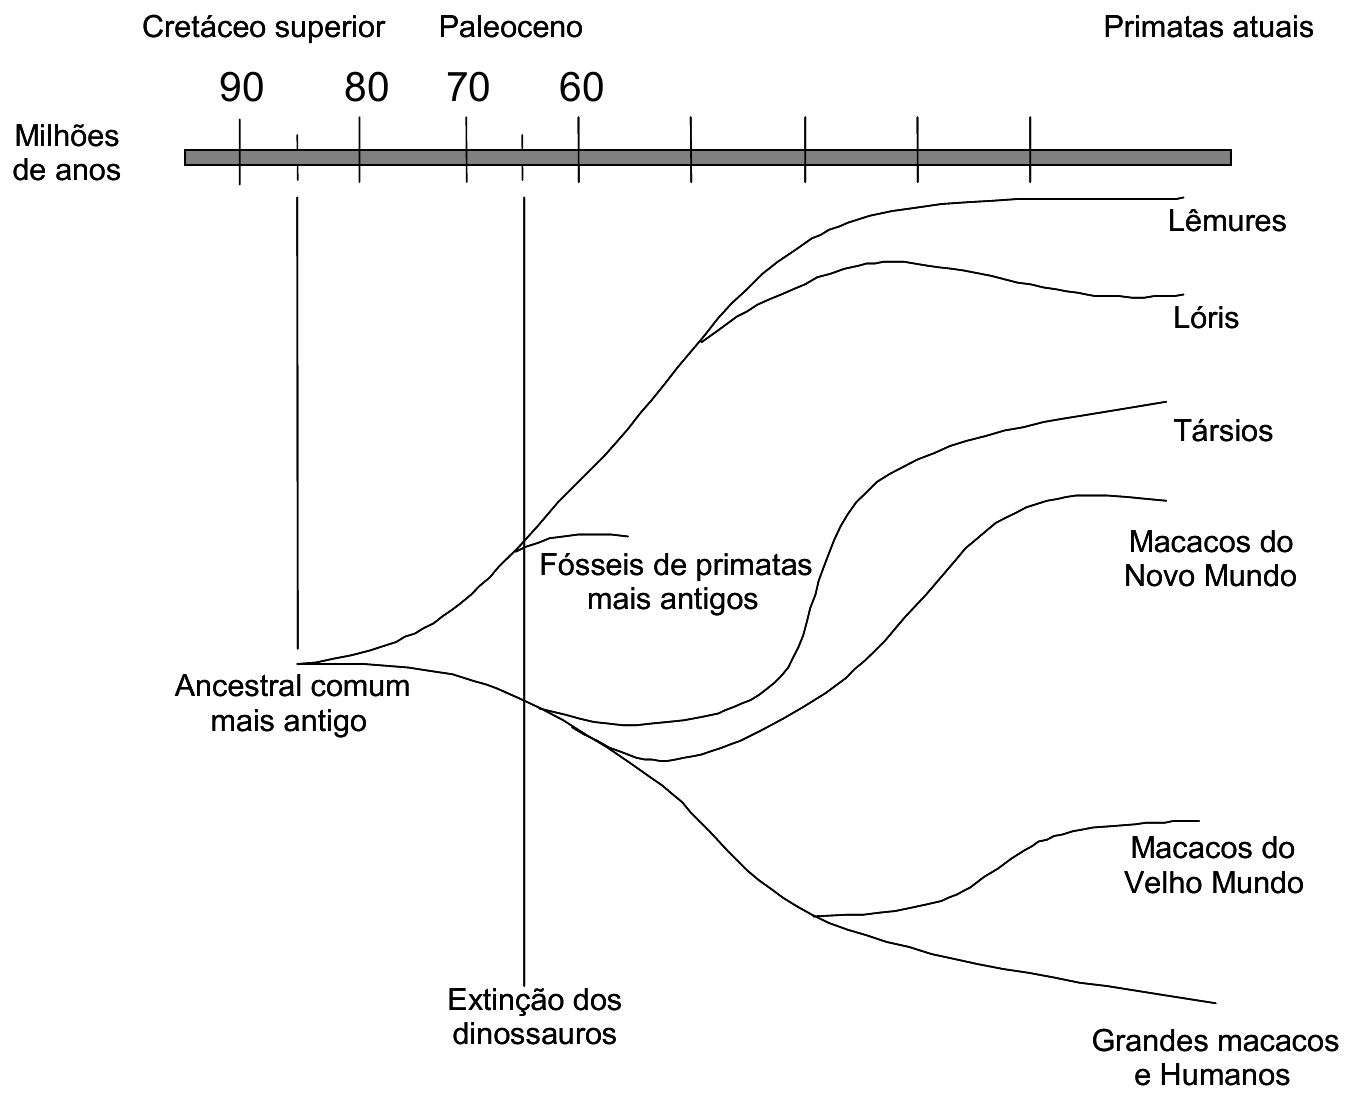 Cretáceo superior
Paleoceno
Primatas atuais
90
80
70
60
Milhões
de anos
Lêmures
Lóris
Társios
Macacos do
Novo Mundo
Fósseis de primatas
mais antigos
Ancestral comum
mais antigo
Macacos do
Velho Mundo
Extinção dos
dinossauros
Grandes macacos
e Humanos